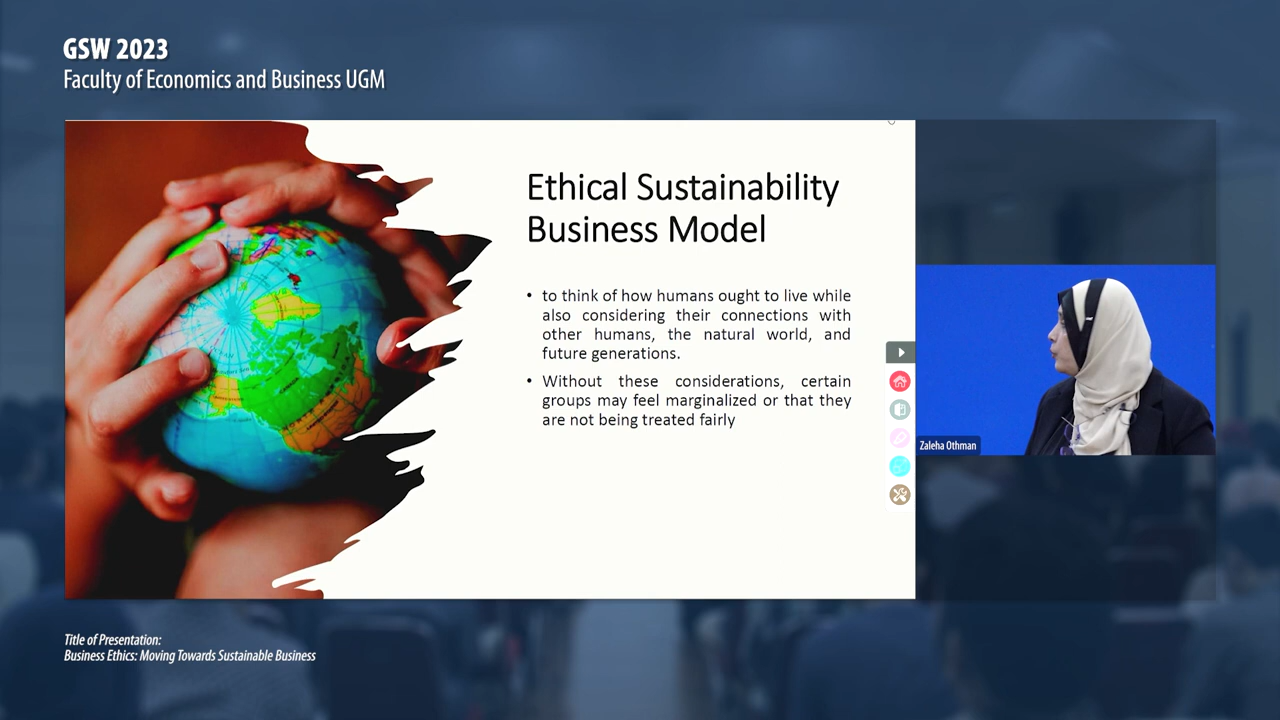 GSW 2023
Faculty of Economics and Business UGM
Ethical Sustainability
Business Model
• to think of how humans ought to live while
also considering their connections with
other humans, the natural world, and
future generations.
• Without these considerations, certain
groups may feel marginalized or that they
are not being treated fairly
Zaleha Othman
Title of Presentation:
Business Ethics: Moving Towards Sustainable Business